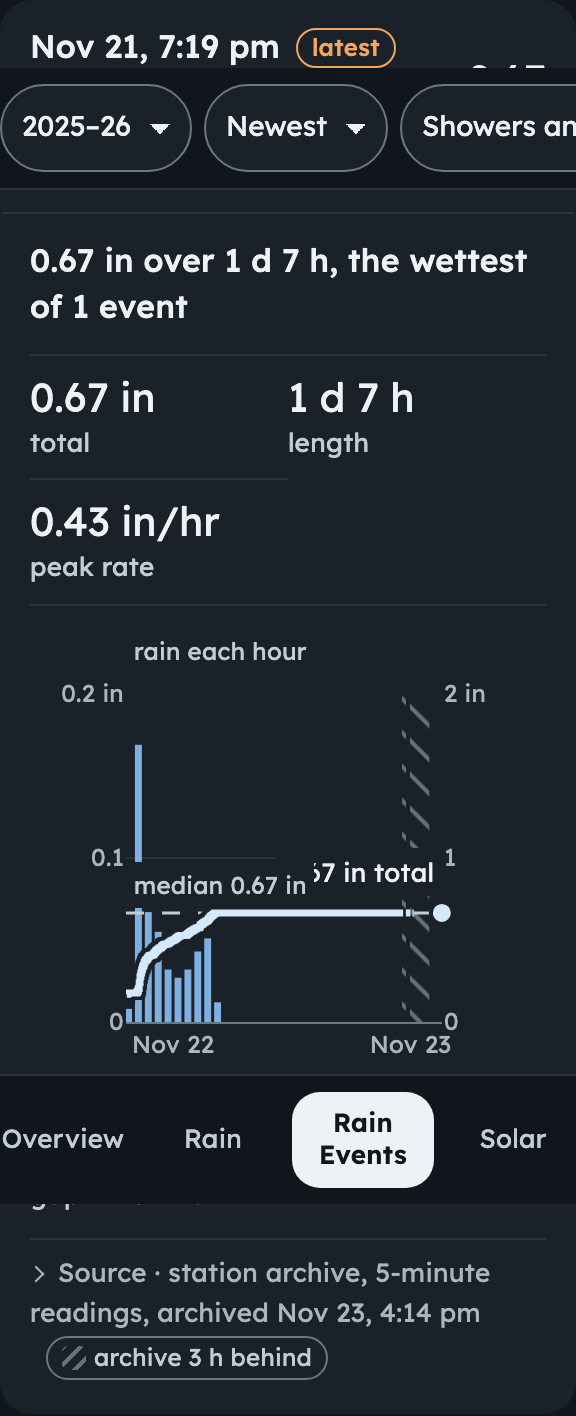 Nov 21, 7:19 pm latest
2025–26 Newest Showers an
0.67 in over 1 d 7 h, the wettest
of 1 event
0.67 in 1 d 7 h
total length
0.43 in/hr
peak rate
rain each hour
0.2 in 2 in
0.1 1
67 in total
median 0.67 in
0 0
Nov 22 Nov 23
Overview Rain Rain Events Solar
> Source · station archive, 5-minute
readings, archived Nov 23, 4:14 pm
archive 3 h behind